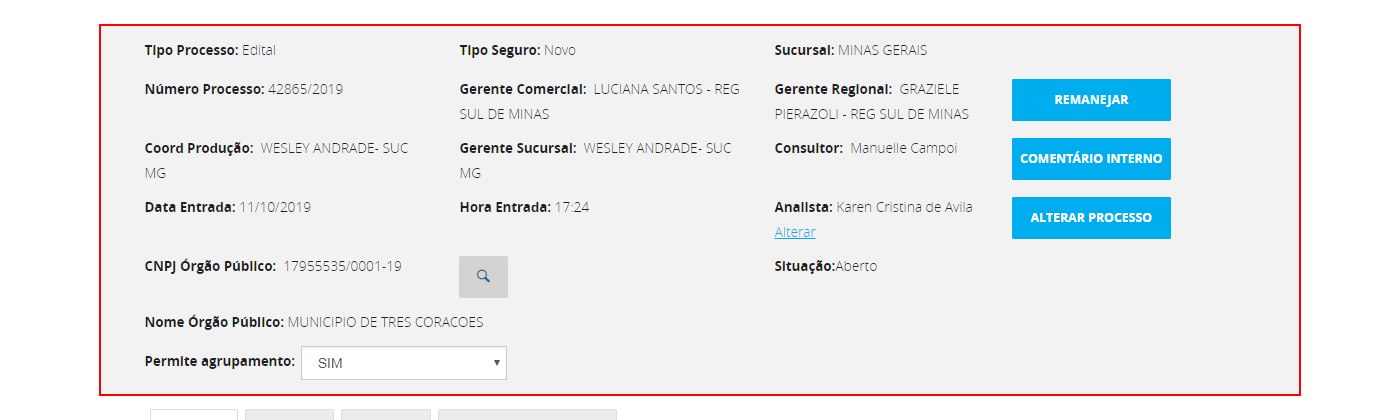 Tipo Processo: Edital
Tipo Seguro: Novo
Sucursal: MINAS GERAIS
Número Processo: 42865/2019
Gerente Comercial: LUCIANA SANTOS - REG
SUL DE MINAS
Gerente Regional: GRAZIELE
PIERAZOLI - REG SUL DE MINAS
REMANEJAR
Coord Produção: WESLEY ANDRADE- SUC
MG
Gerente Sucursal: WESLEY ANDRADE- SUC
MG
Consultor: Manuelle Campoi
COMENTÁRIO INTERNO
Data Entrada: 11/10/2019
Hora Entrada: 17:24
Analista: Karen Cristina de Avila
Alterar
ALTERAR PROCESSO
CNPJ Órgão Público: 17955535/0001-19
Situação:Aberto
Nome Órgão Público: MUNICIPIO DE TRES CORACOES
Permite agrupamento: SIM